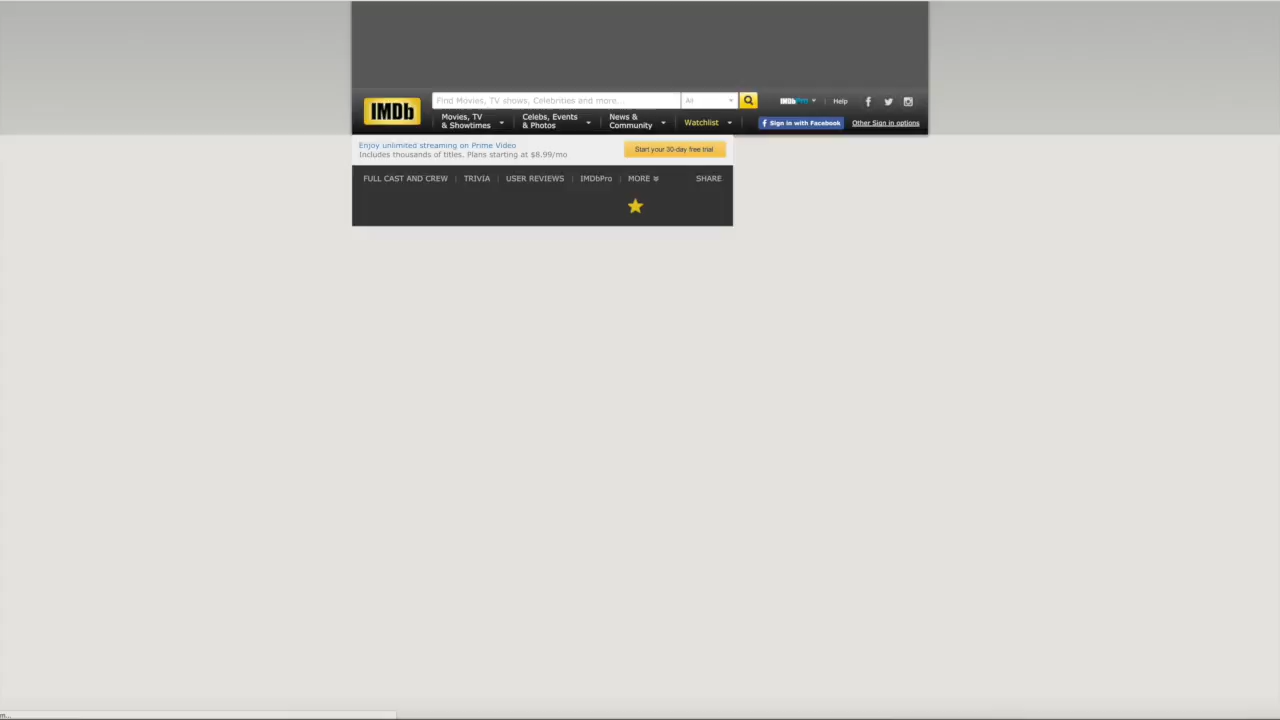 IMDb
Find Movies, TV shows, Celebrities and more...
All
IMDbPro
Help
Movies, TV
& Showtimes
Celebs, Events
& Photos
News &
Community
Watchlist
f Sign in with Facebook
Other Sign in options
Enjoy unlimited streaming on Prime Video
Includes thousands of titles. Plans starting at $8.99/mo
Start your 30-day free trial
FULL CAST AND CREW | TRIVIA | USER REVIEWS | IMDbPro | MORE
SHARE